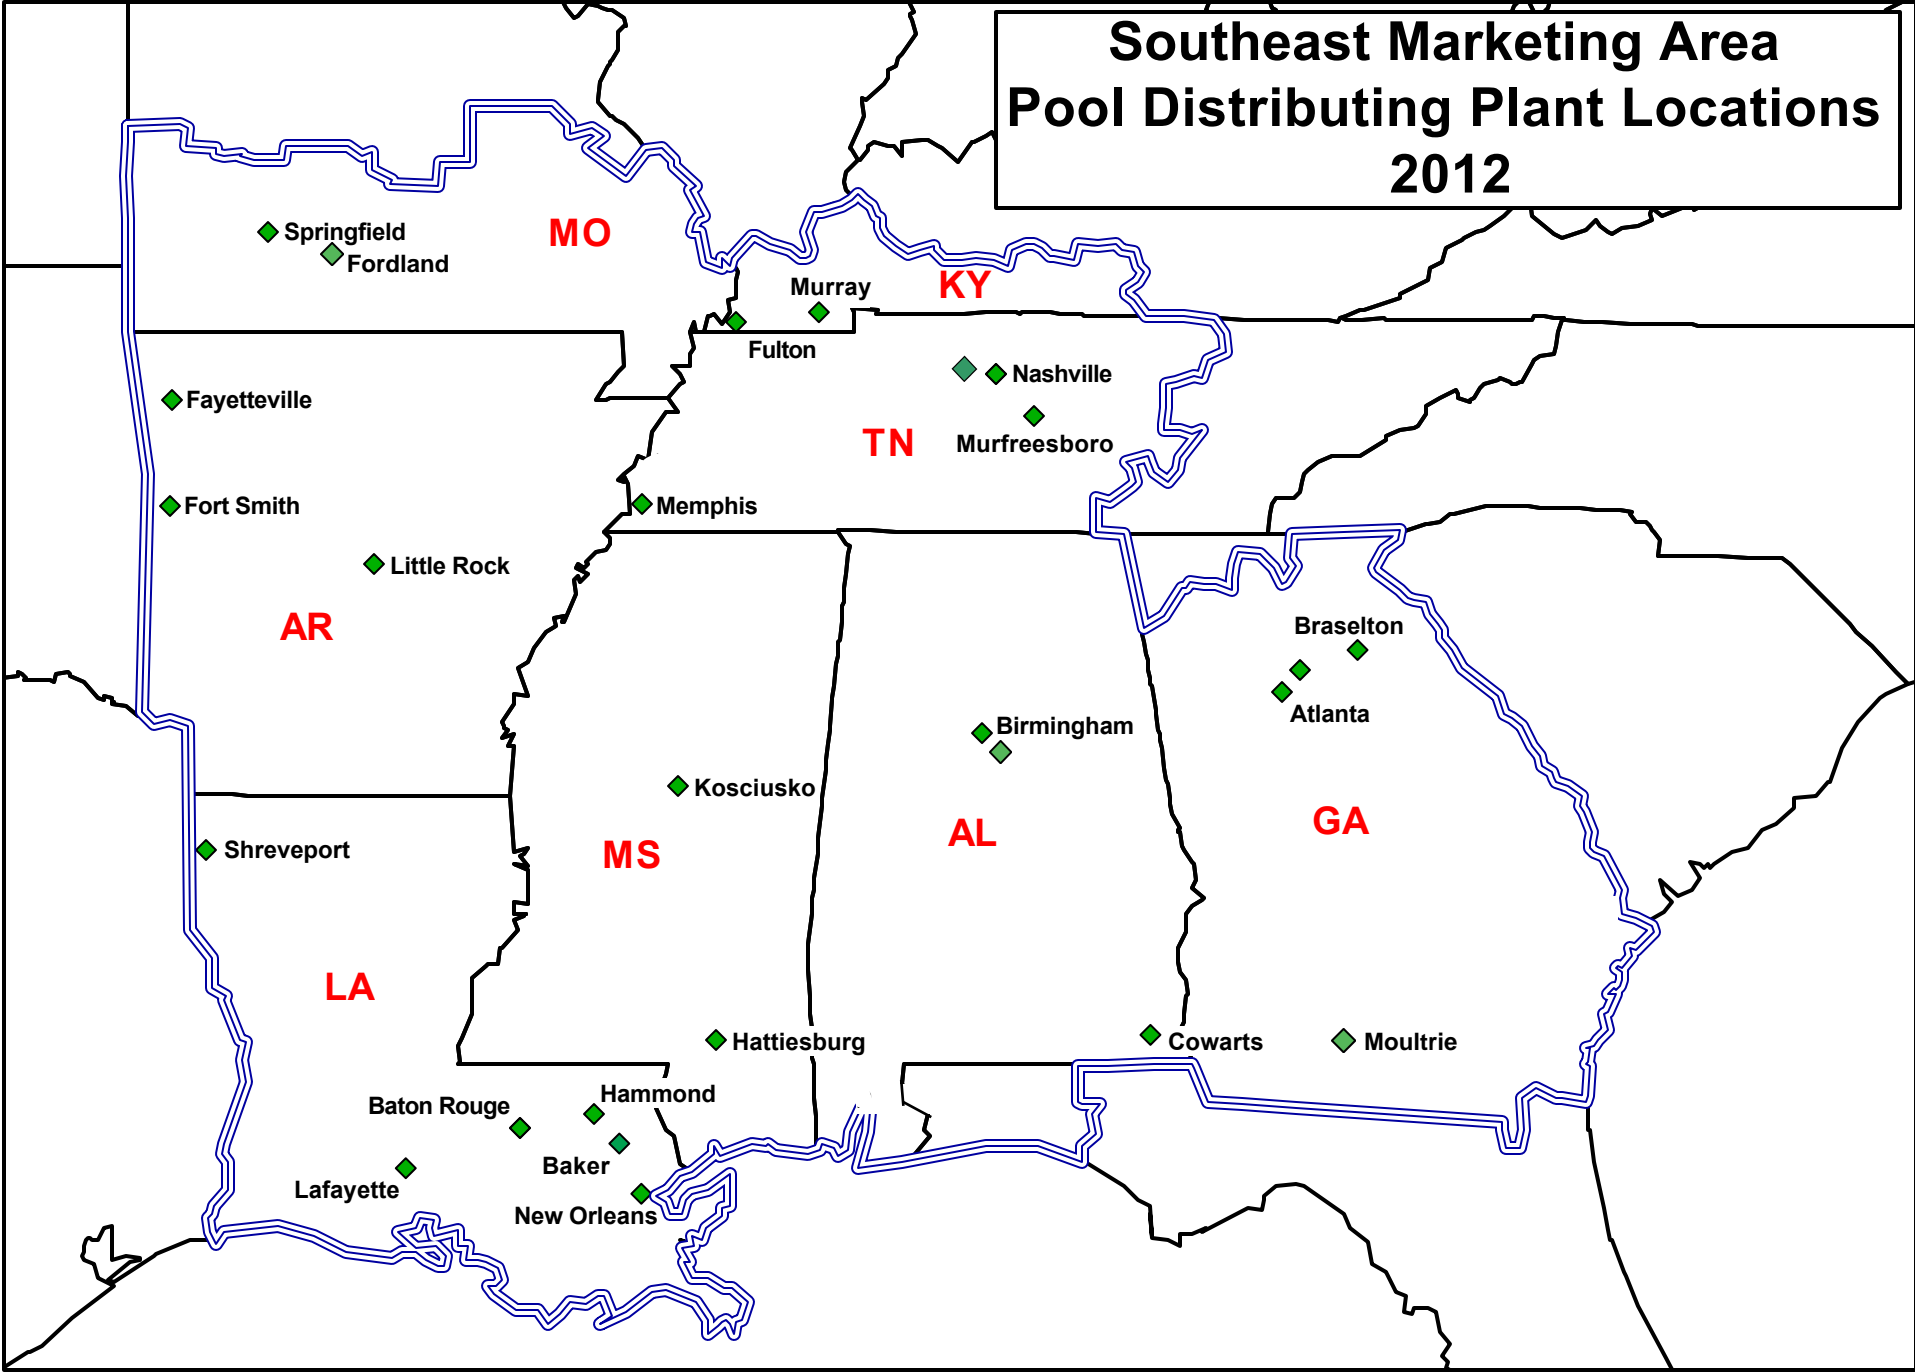 Southeast Marketing Area
Pool Distributing Plant Locations
2012
Springfield
MO
Fordland
KY
Murray
Fulton
Nashville
Fayetteville
TN
Murfreesboro
Fort Smith
Memphis
Little Rock
AR
Braselton
Atlanta
Birmingham
Kosciusko
GA
AL
Shreveport
MS
LA
Hattiesburg
Cowarts
Moultrie
Hammond
Baton Rouge
Baker
Lafayette
New Orleans